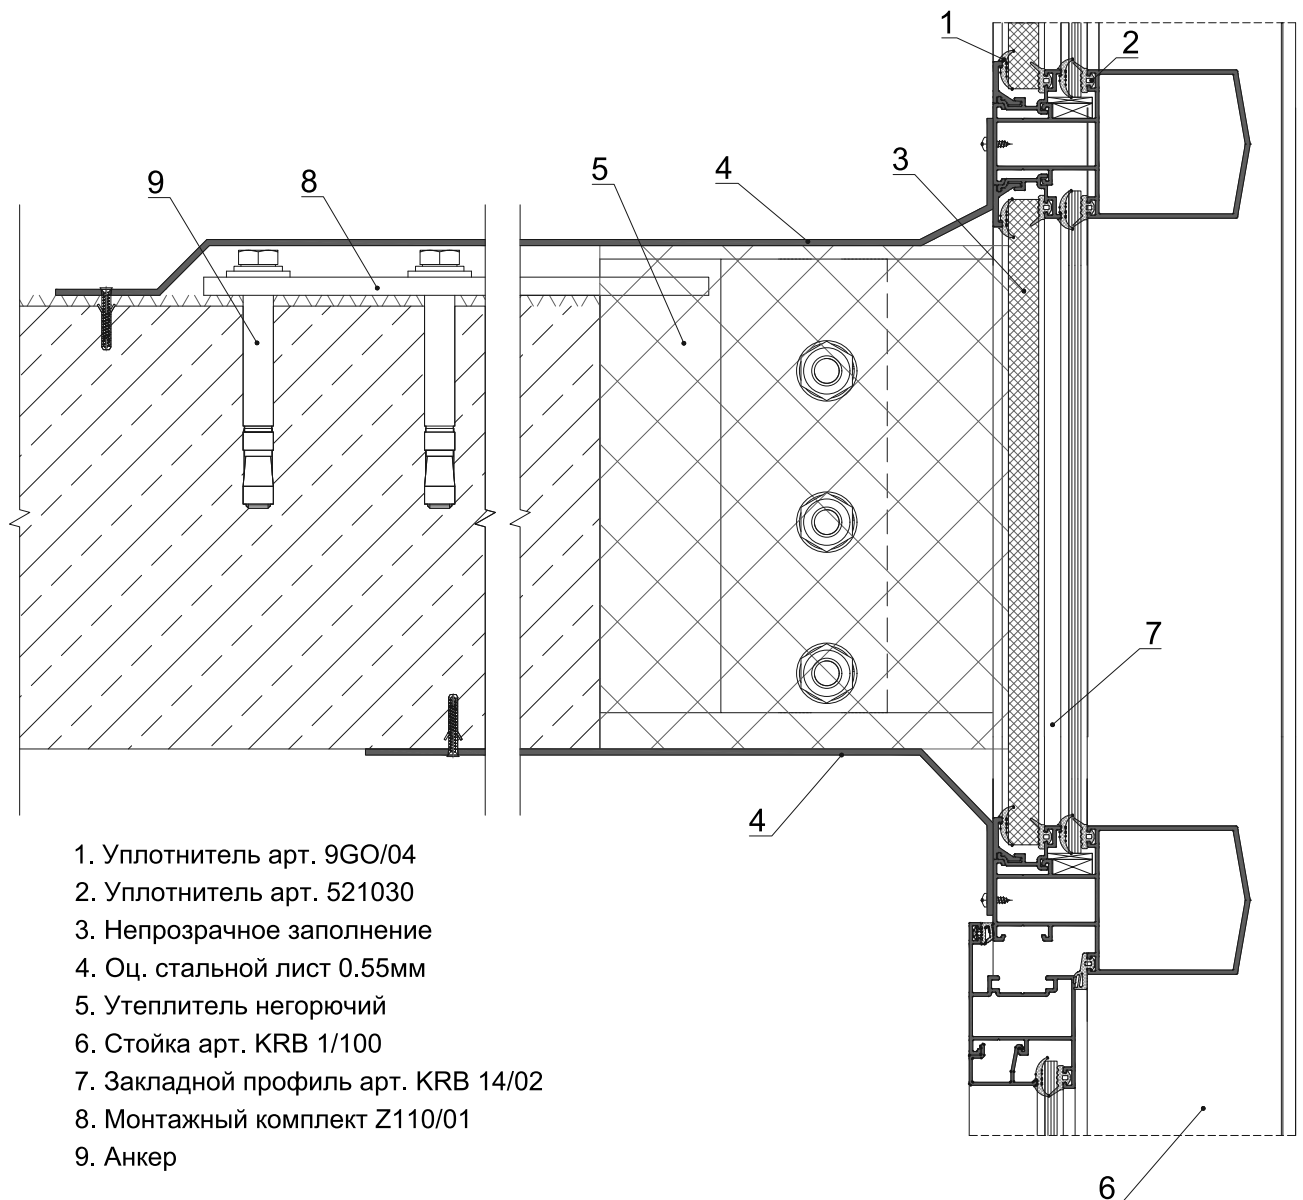 1
2
3
4
5
8
9
7
4
6
1. Уплотнитель арт. 9GO/04
2. Уплотнитель арт. 521030
3. Непрозрачное заполнение
4. Оц. стальной лист 0.55мм
5. Утеплитель негорючий
6. Стойка арт. KRB 1/100
7. Закладной профиль арт. KRB 14/02
8. Монтажный комплект Z110/01
9. Анкер